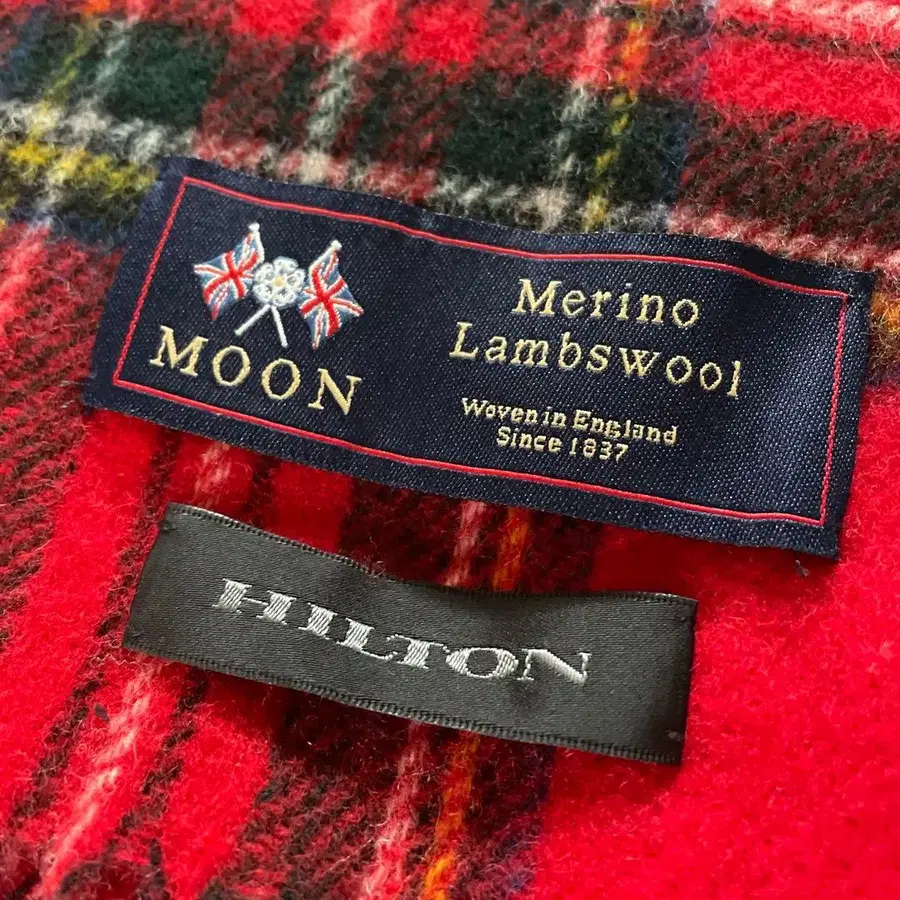 MOON
Merino
Lambswool
Woven in England
Since 1837
HILTON